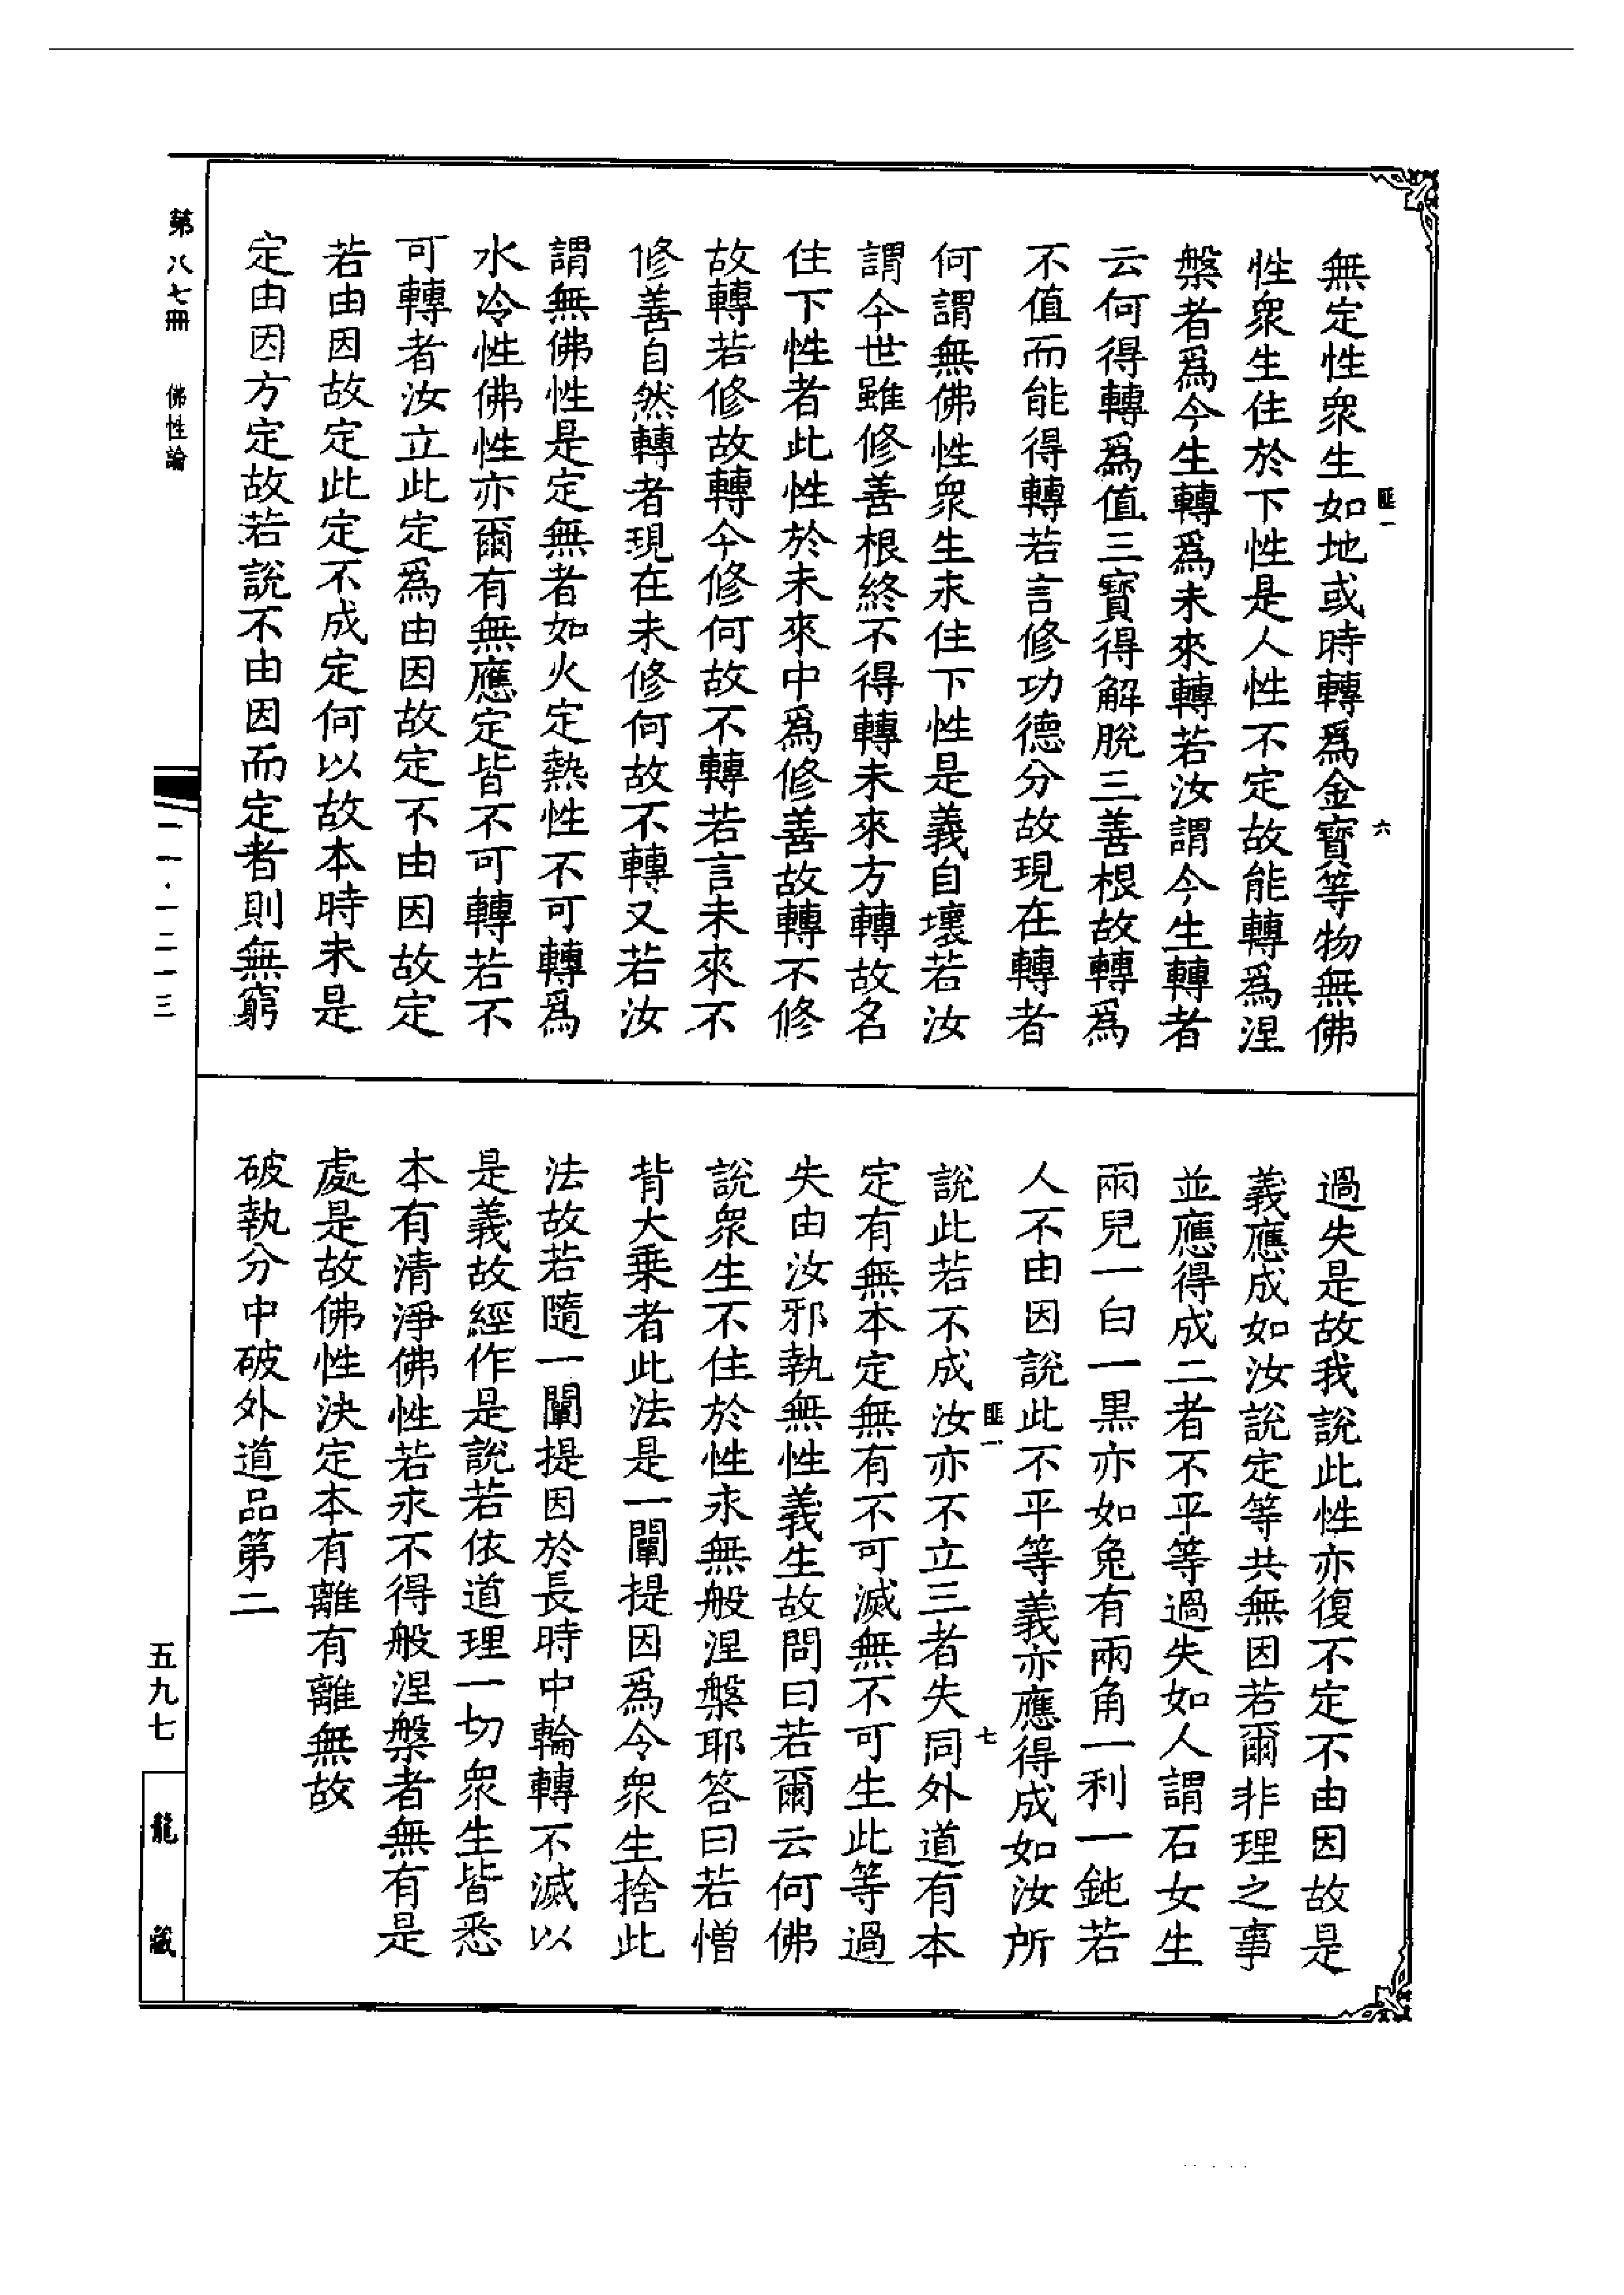 無定性衆生如地或時轉爲金寶等物無佛
性衆生住於下性是人性不定故能轉爲涅
槃者爲今生轉爲未來轉若汝謂今生轉者
云何得轉爲值三寶得解脫三善根故轉爲
不值而能得轉若言修功德分故現在轉者
何謂無佛性衆生永住下性是義自壞若汝
謂今世雖修善根終不得轉未來方轉故名
住下性者此性於未來中爲修善故轉不修
故轉若修故轉今修何故不轉若言未來不
修善自然轉者現在未修何故不轉又若汝
謂無佛性是定無者如火定熱性不可轉爲
水冷性佛性亦爾有無應定皆不可轉若不
可轉者汝立此定爲由因故定不由因故定
若由因故定此定不成定何以故本時未是
定由因方定故若說不由因而定者則無窮
匪一
六
過失是故我說此性亦復不定不由因故是
義應成如汝說定等共無因若爾非理之事
並應得成二者不平等過失如人謂石女生
兩兒一白一黑亦如兔有兩角一利一鈍若
人不由因說此不平等義亦應得成如汝所
說此若不成汝亦不立三者失同外道有本
定有無本定無有不可滅無不可生此等過
失由汝邪執無性義生故問曰若爾云何佛
說衆生不住於性永無般涅槃耶答曰若憎
背大乗者此法是一闡提因爲令衆生捨此
法故若隨一闡提因於長時中輪轉不滅以
是義故經作是說若依道理一切衆生皆悉
本有清淨佛性若永不得般涅槃者無有是
處是故佛性決定本有離有離無故
破執分中破外道品第二
匪一
七
第八七冊 佛性論
二一·一二一三
五九七
龍藏